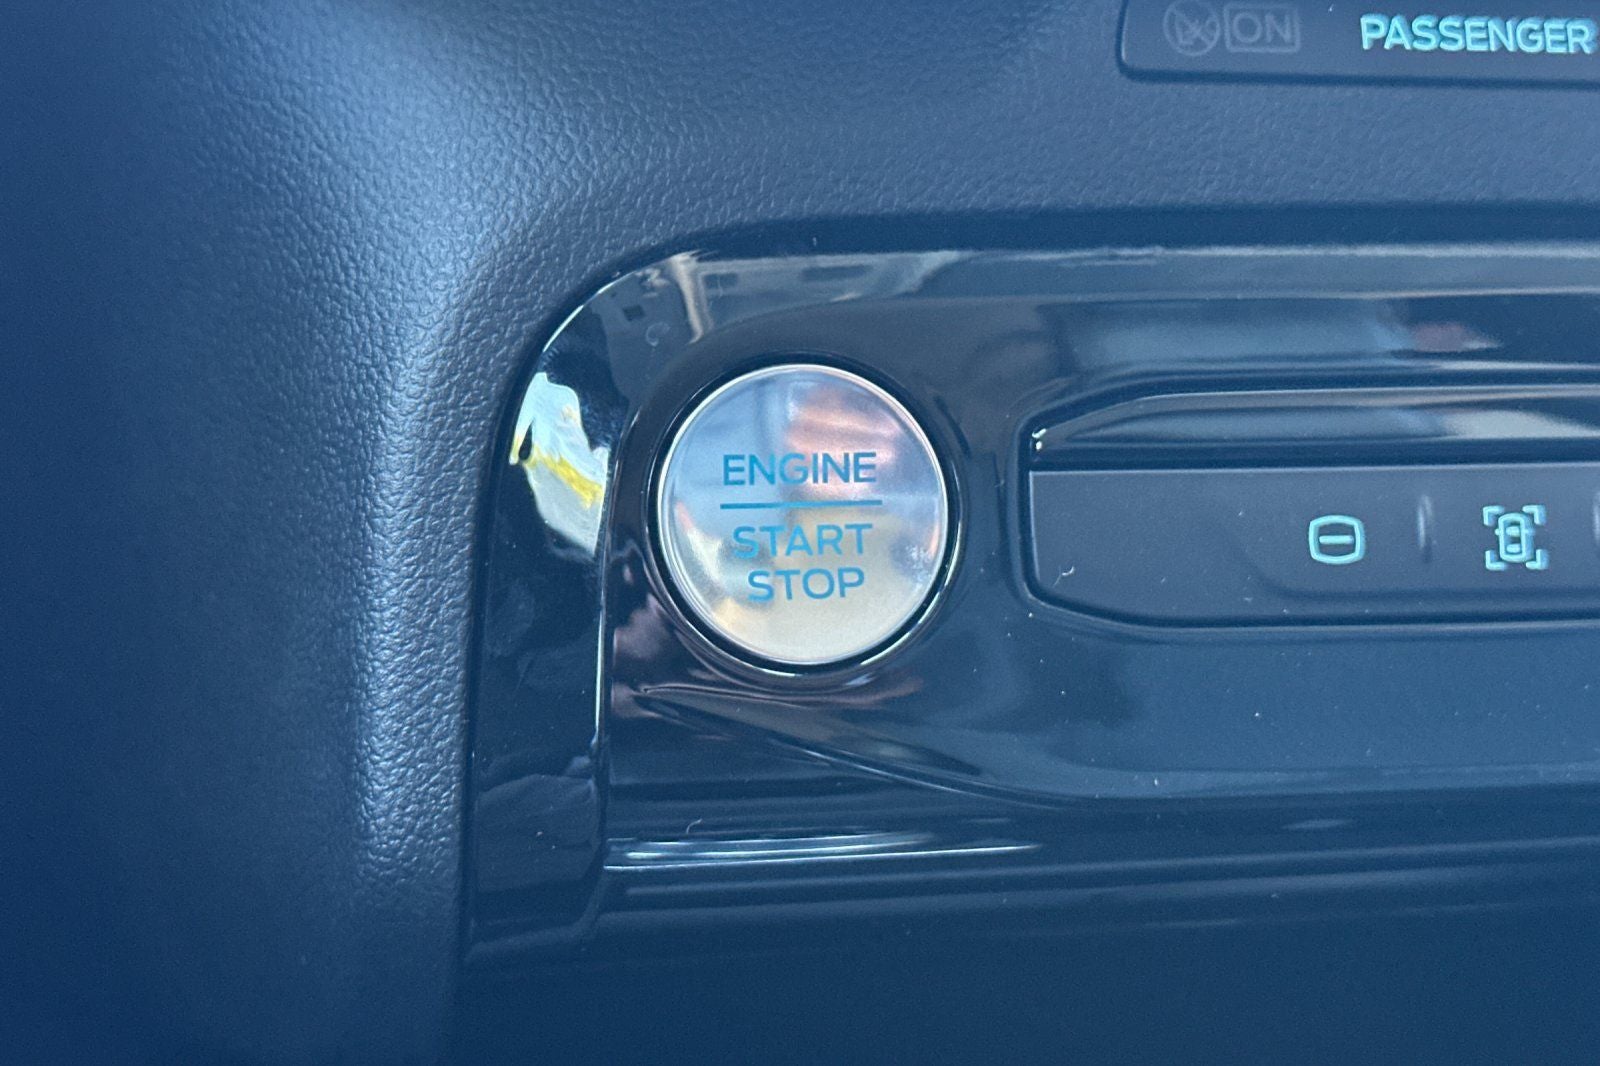 ON PASSENGER
ENGINE
START
STOP